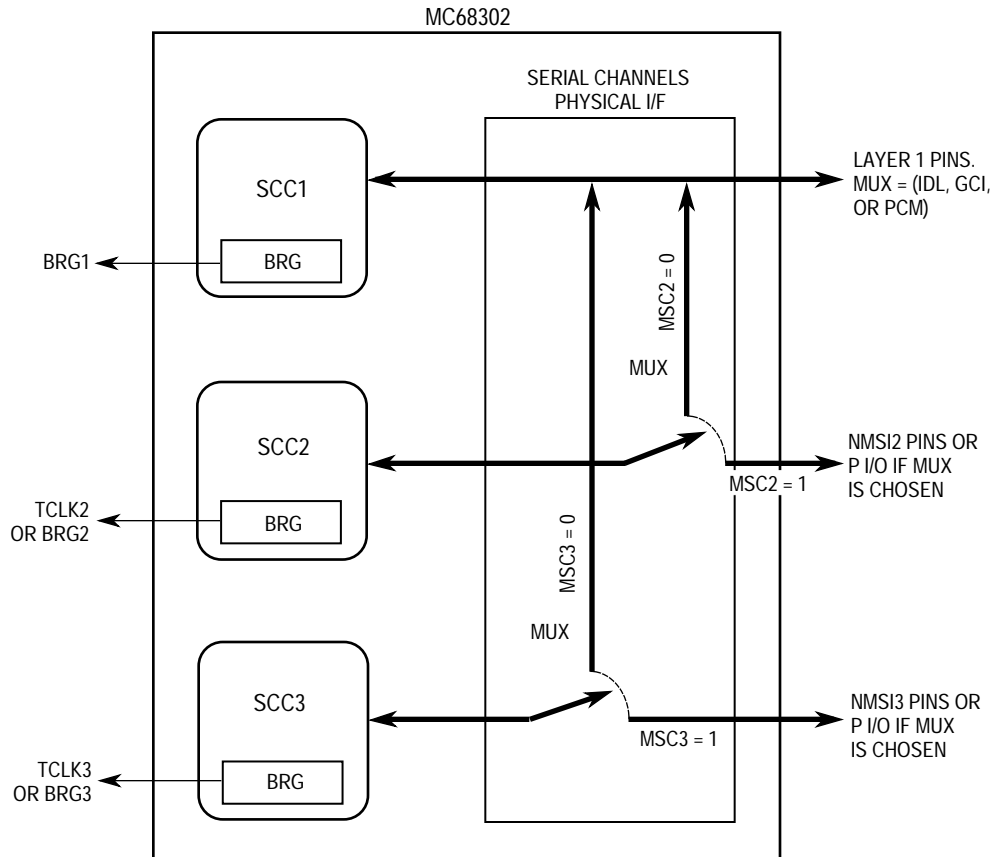 MC68302
SERIAL CHANNELS
PHYSICAL I/F
SCC1
BRG
BRG1
LAYER 1 PINS.
MUX = (IDL, GCI,
OR PCM)
MSC2 = 0
MUX
SCC2
BRG
TCLK2
OR BRG2
NMSI2 PINS OR
P I/O IF MUX
IS CHOSEN
MSC2 = 1
MSC3 = 0
MUX
SCC3
BRG
TCLK3
OR BRG3
MSC3 = 1
NMSI3 PINS OR
P I/O IF MUX
IS CHOSEN